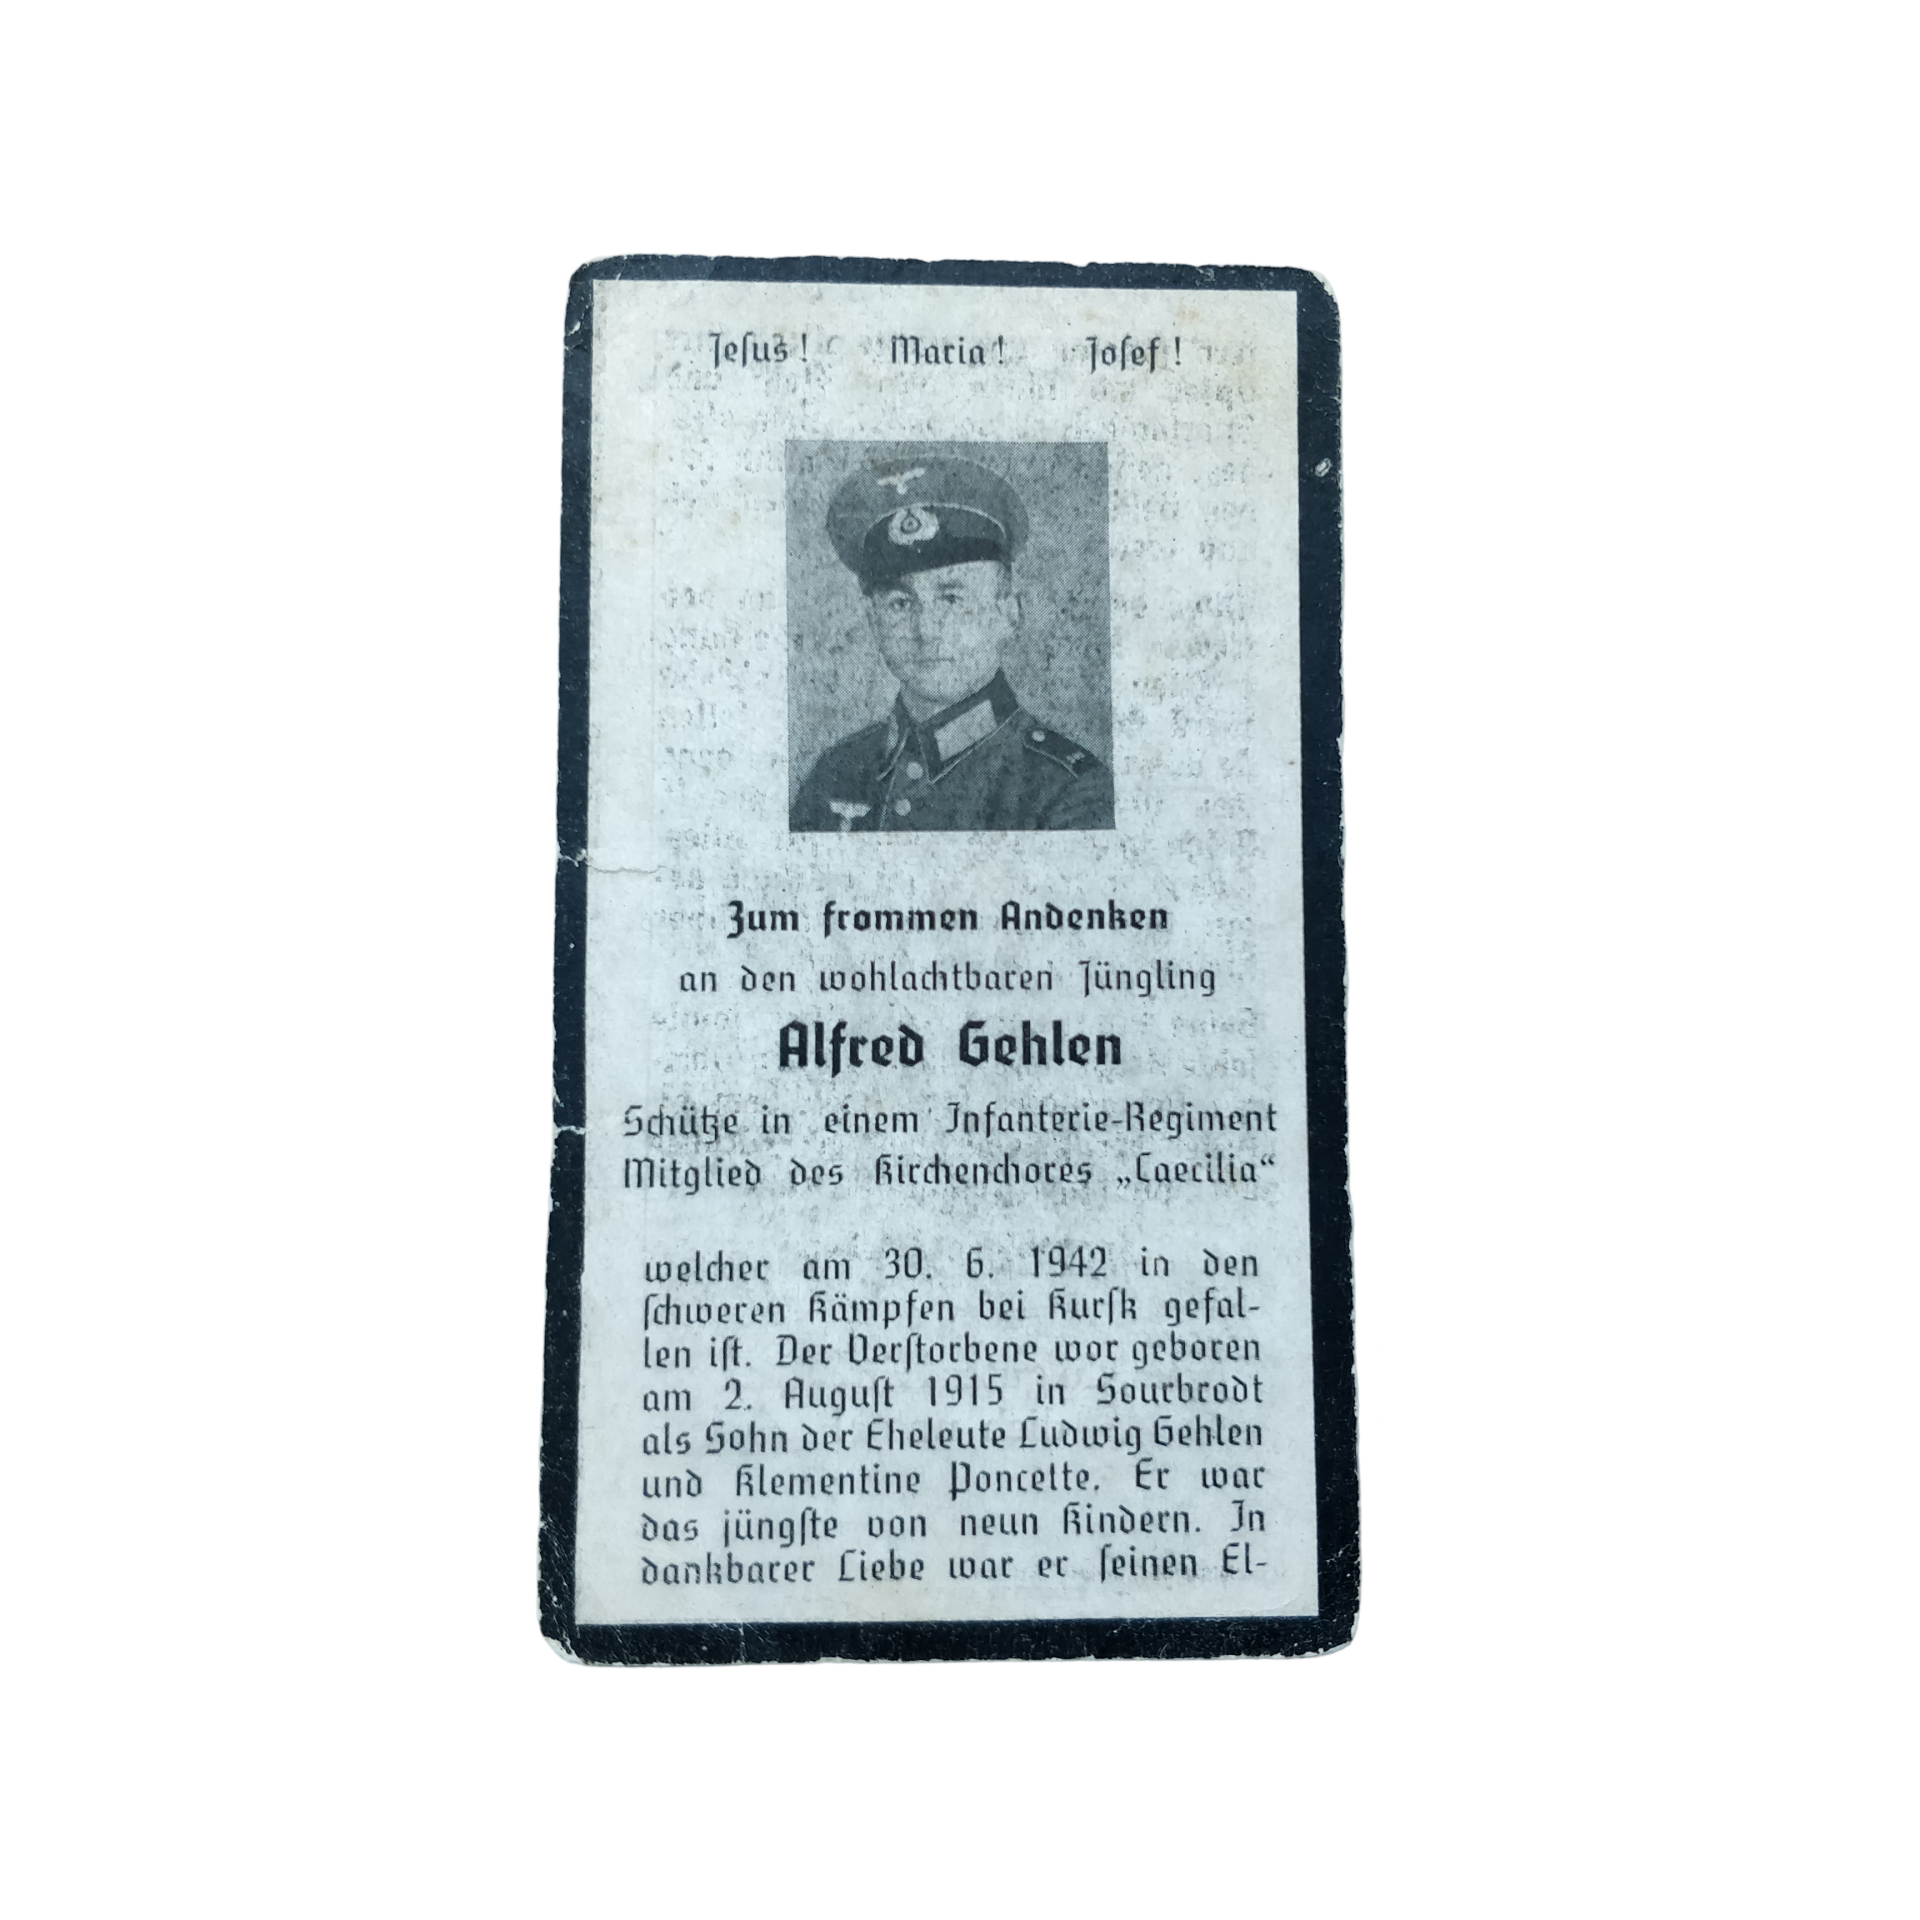 Jeſus! Maria! Joſef!
Zum frommen Andenken
an den wohlachtbaren Jüngling
Alfred Gehlen
Schütze in einem Infanterie-Regiment
Mitglied des Kirchenchores „Caecilia“
welcher am 30. 6. 1942 in den
ſchweren Kämpfen bei Kurſk gefal-
len iſt. Der Verſtorbene wor geboren
am 2. Auguſt 1915 in Sourbrodt
als Sohn der Eheleute Ludwig Gehlen
und Klementine Poncelte. Er war
das jüngſte von neun Kindern. In
dankbarer Liebe war er ſeinen El-